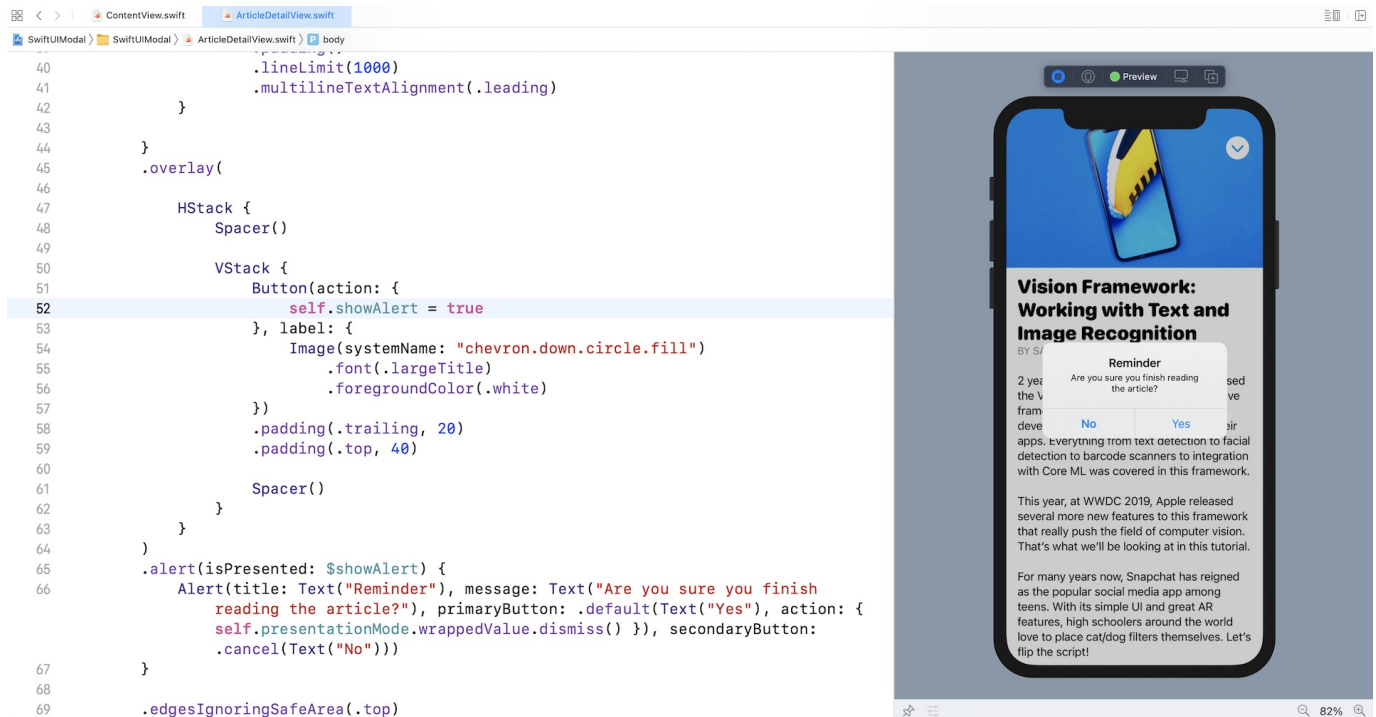 ContentView.swift
ArticleDetailView.swift
SwiftUIModal
SwiftUIModal
ArticleDetailView.swift
P
body
40 .lineLimit(1000)
41 .multilineTextAlignment(.leading)
42 }
43
44 }
45 .overlay(
46
47 HStack {
48 Spacer()
49
50 VStack {
51 Button(action: {
52 self.showAlert = true
53 }, label: {
54 Image(systemName: "chevron.down.circle.fill")
55 .font(.largeTitle)
56 .foregroundColor(.white)
57 })
58 .padding(.trailing, 20)
59 .padding(.top, 40)
60
61 Spacer()
62 }
63 }
64 )
65 .alert(isPresented: $showAlert) {
66 Alert(title: Text("Reminder"), message: Text("Are you sure you finish
reading the article?"), primaryButton: .default(Text("Yes"), action: {
self.presentationMode.wrappedValue.dismiss() }), secondaryButton:
.cancel(Text("No")))
67 }
68
69 .edgesIgnoringSafeArea(.top)
Preview
Vision Framework:
Working with Text and
Image Recognition
BY
Reminder
Are you sure you finish reading
the article?
No
Yes
2
the
apps. Everything from text detection to facial
detection to barcode scanners to integration
with Core ML was covered in this framework.
This year, at WWDC 2019, Apple released
several more new features to this framework
that really push the field of computer vision.
That's what we'll be looking at in this tutorial.
For many years now, Snapchat has reigned
as the popular social media app among
teens. With its simple UI and great AR
features, high schoolers around the world
love to place cat/dog filters themselves. Let's
flip the script!
82%